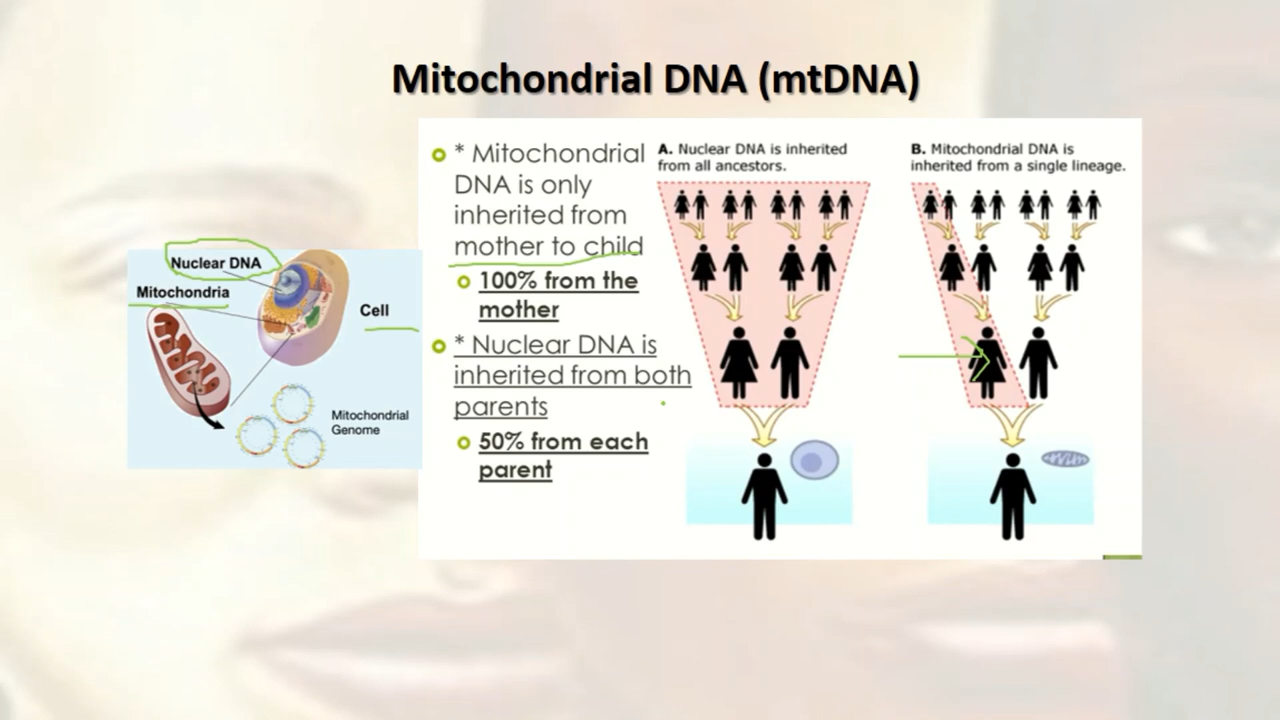 Mitochondrial DNA (mtDNA)
Nuclear DNA
Mitochondria
Cell
Mitochondrial
Genome
* Mitochondrial
DNA is only
inherited from
mother to child
100% from the
mother
* Nuclear DNA is
inherited from both
parents
50% from each
parent
A. Nuclear DNA is inherited
from all ancestors.
B. Mitochondrial DNA is
inherited from a single lineage.